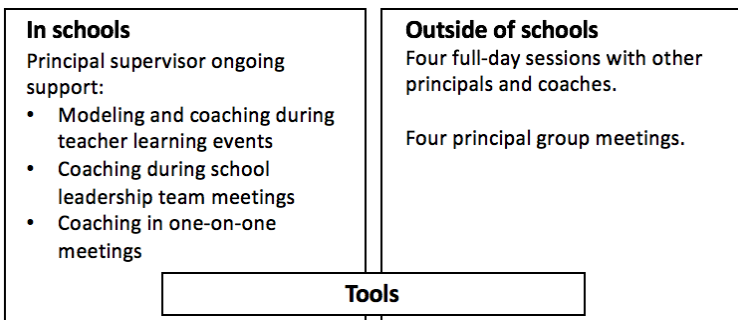 In schools
Principal supervisor ongoing
support:
• Modeling and coaching during
teacher learning events
• Coaching during school
leadership team meetings
• Coaching in one-on-one
meetings
Outside of schools
Four full-day sessions with other
principals and coaches.
Four principal group meetings.
Tools